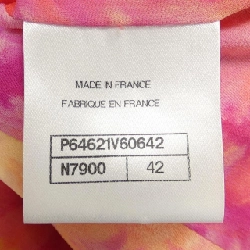 MADE IN FRANCE
FABRIQUE EN FRANCE
P64621V60642
N7900 42